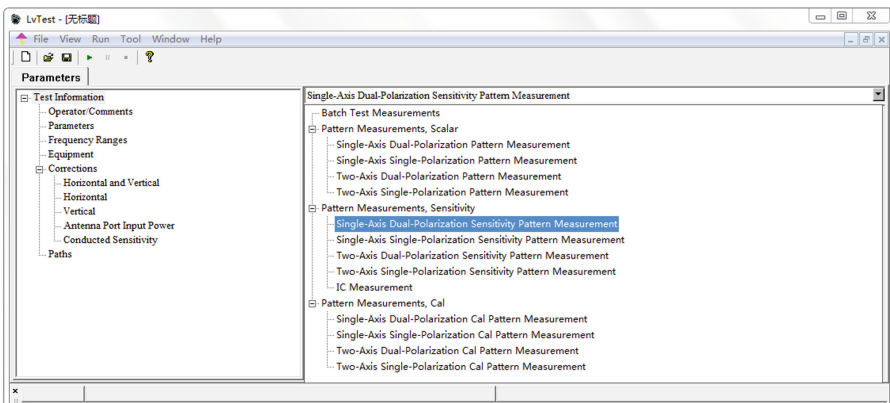 LvTest - [无标题]
File View Run Tool Window Help
Parameters
Test Information
Operator/Comments
Parameters
Frequency Ranges
Equipment
Corrections
Horizontal and Vertical
Horizontal
Vertical
Antenna Port Input Power
Conducted Sensitivity
Paths
Single-Axis Dual-Polarization Sensitivity Pattern Measurement
Batch Test Measurements
Pattern Measurements, Scalar
Single-Axis Dual-Polarization Pattern Measurement
Single-Axis Single-Polarization Pattern Measurement
Two-Axis Dual-Polarization Pattern Measurement
Two-Axis Single-Polarization Pattern Measurement
Pattern Measurements, Sensitivity
Single-Axis Dual-Polarization Sensitivity Pattern Measurement
Single-Axis Single-Polarization Sensitivity Pattern Measurement
Two-Axis Dual-Polarization Sensitivity Pattern Measurement
Two-Axis Single-Polarization Sensitivity Pattern Measurement
IC Measurement
Pattern Measurements, Cal
Single-Axis Dual-Polarization Cal Pattern Measurement
Single-Axis Single-Polarization Cal Pattern Measurement
Two-Axis Dual-Polarization Cal Pattern Measurement
Two-Axis Single-Polarization Cal Pattern Measurement